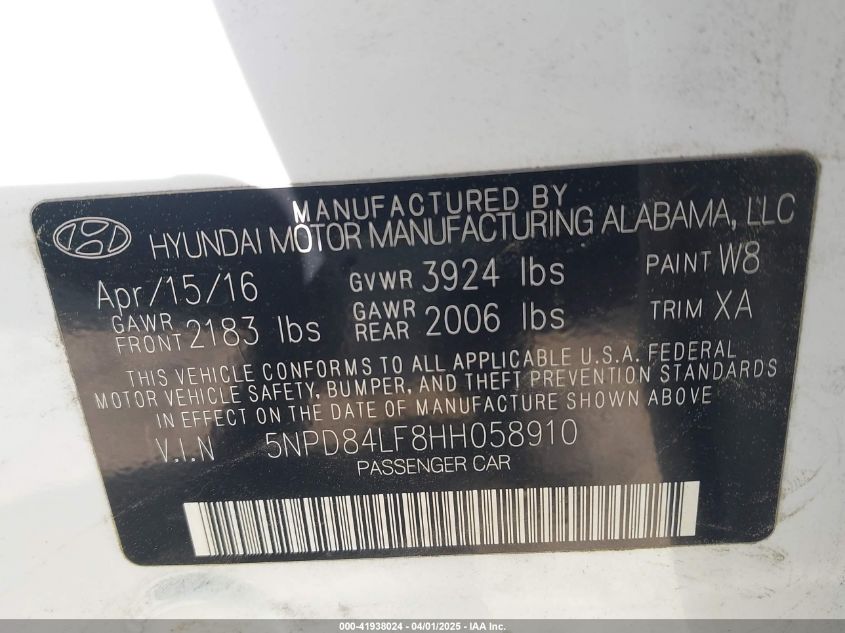 MANUFACTURED BY
HYUNDAI MOTOR MANUFACTURING ALABAMA, LLC
Apr/15/16 GVWR 3924 lbs PAINT W8
GAWR FRONT 2183 lbs GAWR REAR 2006 lbs TRIM XA
THIS VEHICLE CONFORMS TO ALL APPLICABLE U.S.A. FEDERAL
MOTOR VEHICLE SAFETY, BUMPER, AND THEFT PREVENTION STANDARDS
IN EFFECT ON THE DATE OF MANUFACTURE SHOWN ABOVE
V.I.N 5NPD84LF8HH058910
PASSENGER CAR
000-41938024 - 04/01/2025 - IAA Inc.